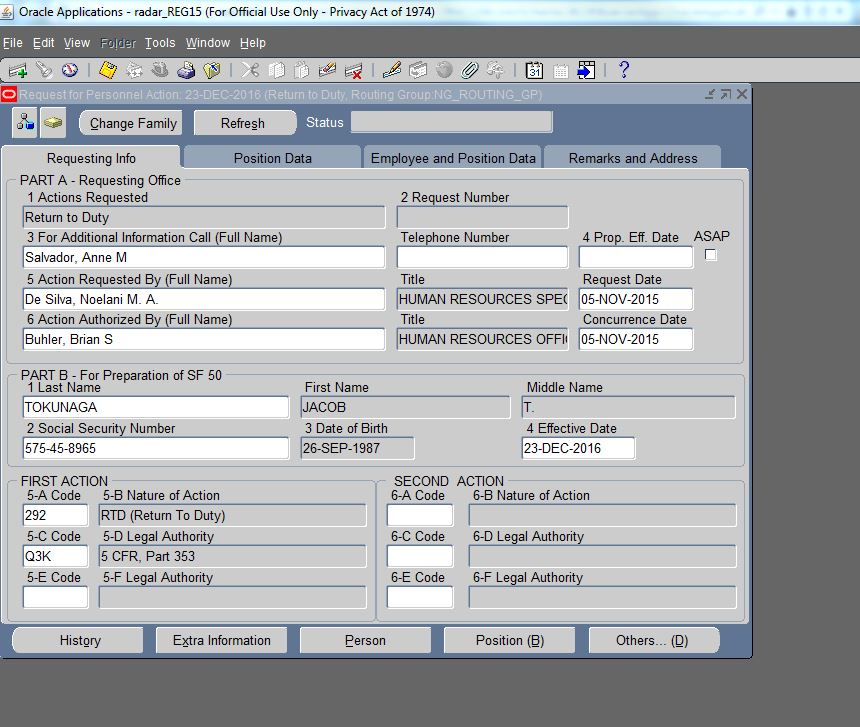 Oracle Applications - radar_REG15 (For Official Use Only - Privacy Act of 1974)
File Edit View Folder Tools Window Help
31
?
Request for Personnel Action: 23-DEC-2016 (Return to Duty, Routing Group:NG_ROUTING_GP)
Change Family Refresh Status
Requesting Info Position Data Employee and Position Data Remarks and Address
PART A - Requesting Office
1 Actions Requested 2 Request Number
Return to Duty
3 For Additional Information Call (Full Name) Telephone Number 4 Prop. Eff. Date ASAP
Salvador, Anne M
5 Action Requested By (Full Name) Title Request Date
De Silva, Noelani M. A. HUMAN RESOURCES SPEC 05-NOV-2015
6 Action Authorized By (Full Name) Title Concurrence Date
Buhler, Brian S HUMAN RESOURCES OFFI 05-NOV-2015
PART B - For Preparation of SF 50
1 Last Name First Name Middle Name
TOKUNAGA JACOB T.
2 Social Security Number 3 Date of Birth 4 Effective Date
575-45-8965 26-SEP-1987 23-DEC-2016
FIRST ACTION SECOND ACTION
5-A Code 5-B Nature of Action 6-A Code 6-B Nature of Action
292 RTD (Return To Duty)
5-C Code 5-D Legal Authority 6-C Code 6-D Legal Authority
Q3K 5 CFR, Part 353
5-E Code 5-F Legal Authority 6-E Code 6-F Legal Authority
History Extra Information Person Position (B) Others... (D)